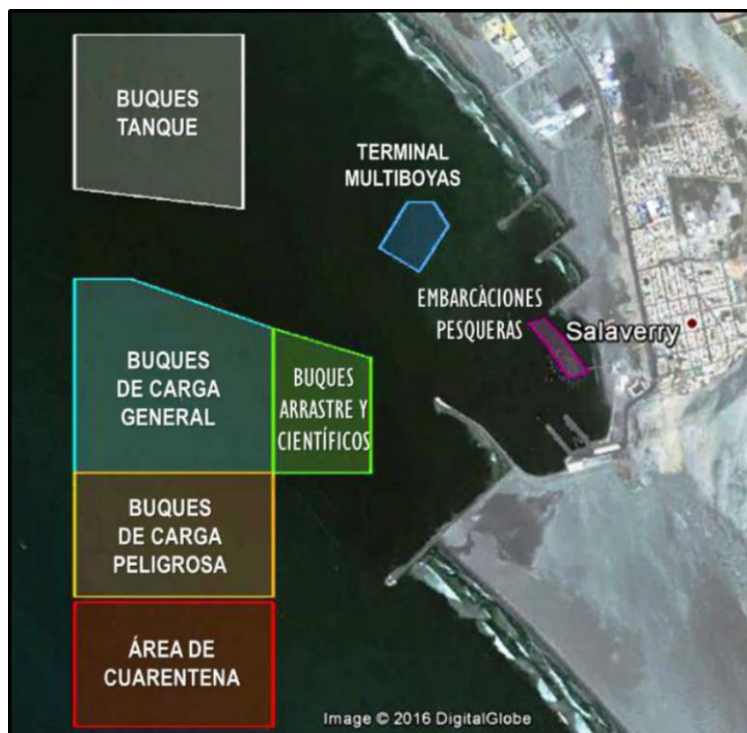 BUQUES
TANQUE
TERMINAL
MULTIBOYAS
EMBARCACIONES
PESQUERAS
Salaverry
BUQUES
DE CARGA
GENERAL
BUQUES
ARRASTRE Y
CIENTÍFICOS
BUQUES
DE CARGA
PELIGROSA
ÁREA DE
CUARENTENA
Image © 2016 DigitalGlobe